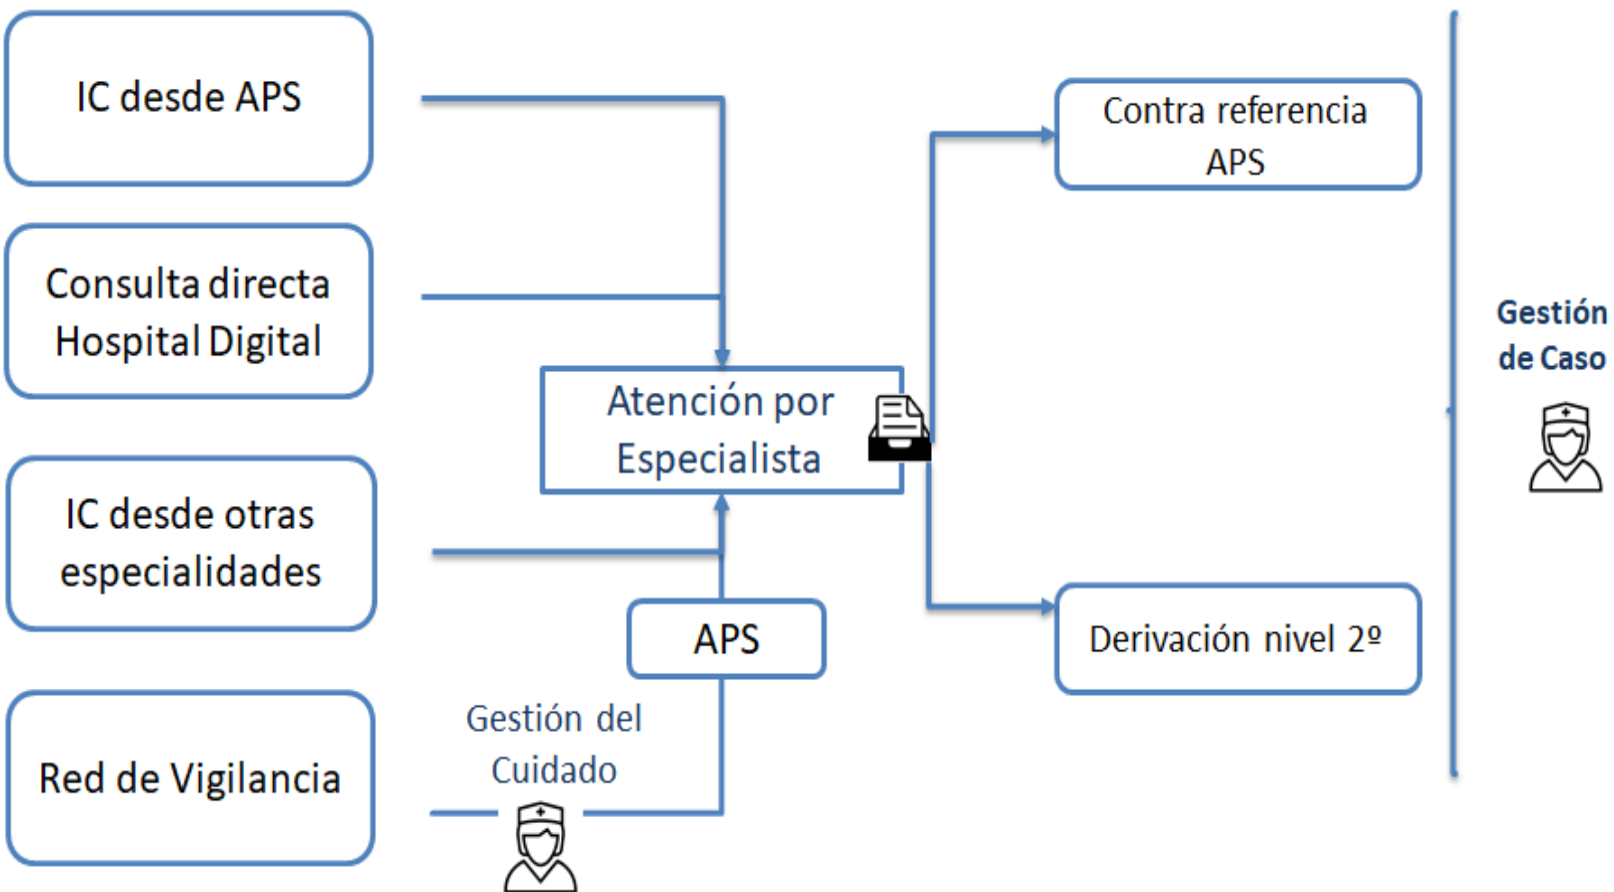 IC desde APS
Consulta directa
Hospital Digital
IC desde otras
especialidades
Red de Vigilancia
Gestión del
Cuidado
APS
Atención por
Especialista
Contra referencia
APS
Derivación nivel 2º
Gestión
de Caso